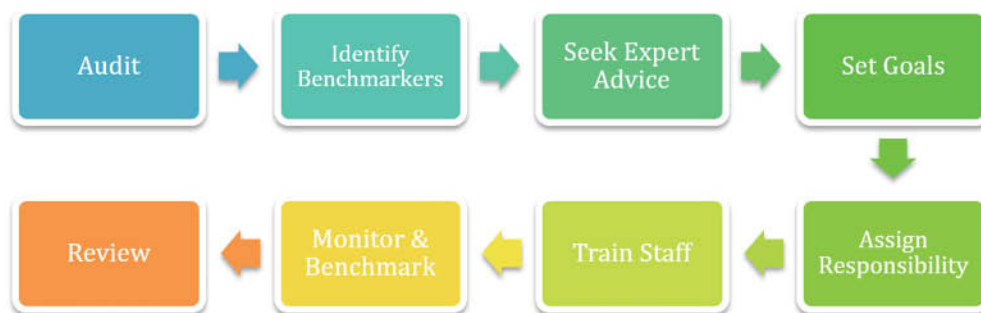 Audit
Identify
Benchmarkers
Seek Expert
Advice
Set Goals
Assign
Responsibility
Train Staff
Monitor &
Benchmark
Review